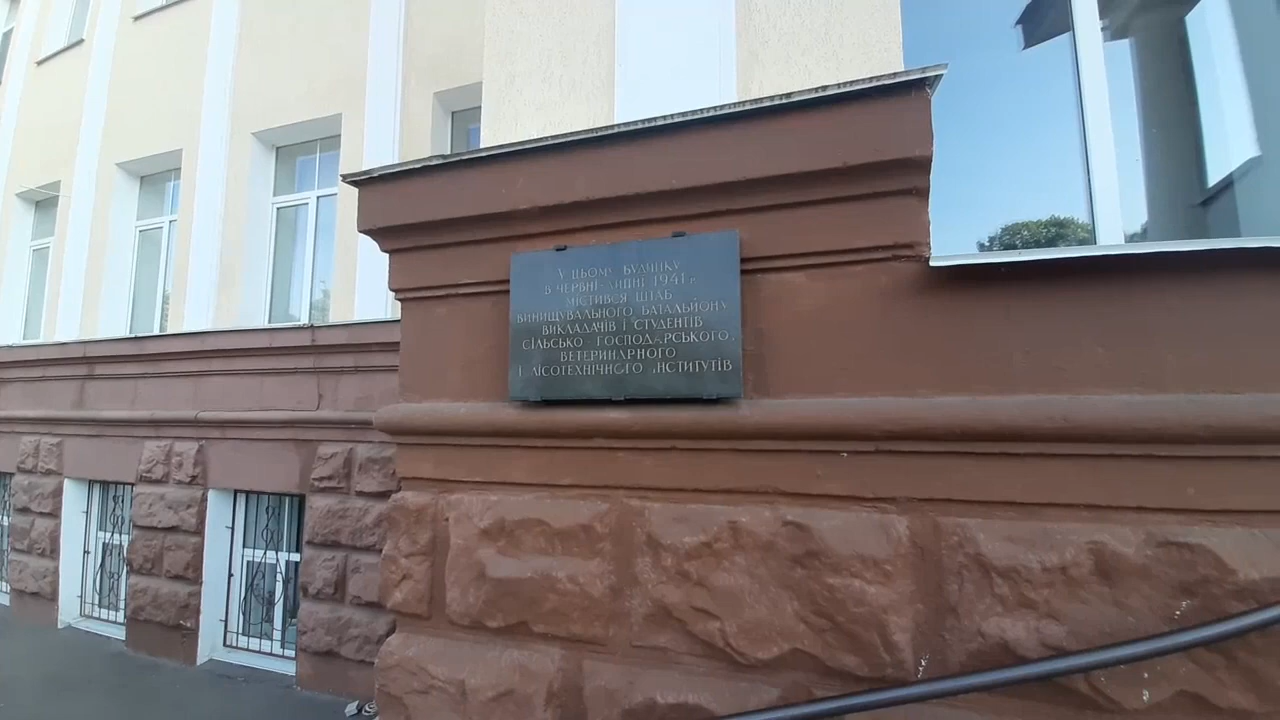 У ЦЬОМУ БУДИНКУ
В ЧЕРВНІ-ЛИПНІ 1941 р.
МІСТИВСЯ ШТАБ
ВИНИЩУВАЛЬНОГО БАТАЛЬЙОНУ
ВИКЛАДАЧІВ І СТУДЕНТІВ
СІЛЬСЬКО ГОСПОДАРСЬКОГО,
ВЕТЕРИНАРНОГО
І ЛІСОТЕХНІЧНОГО ІНСТИТУТІВ